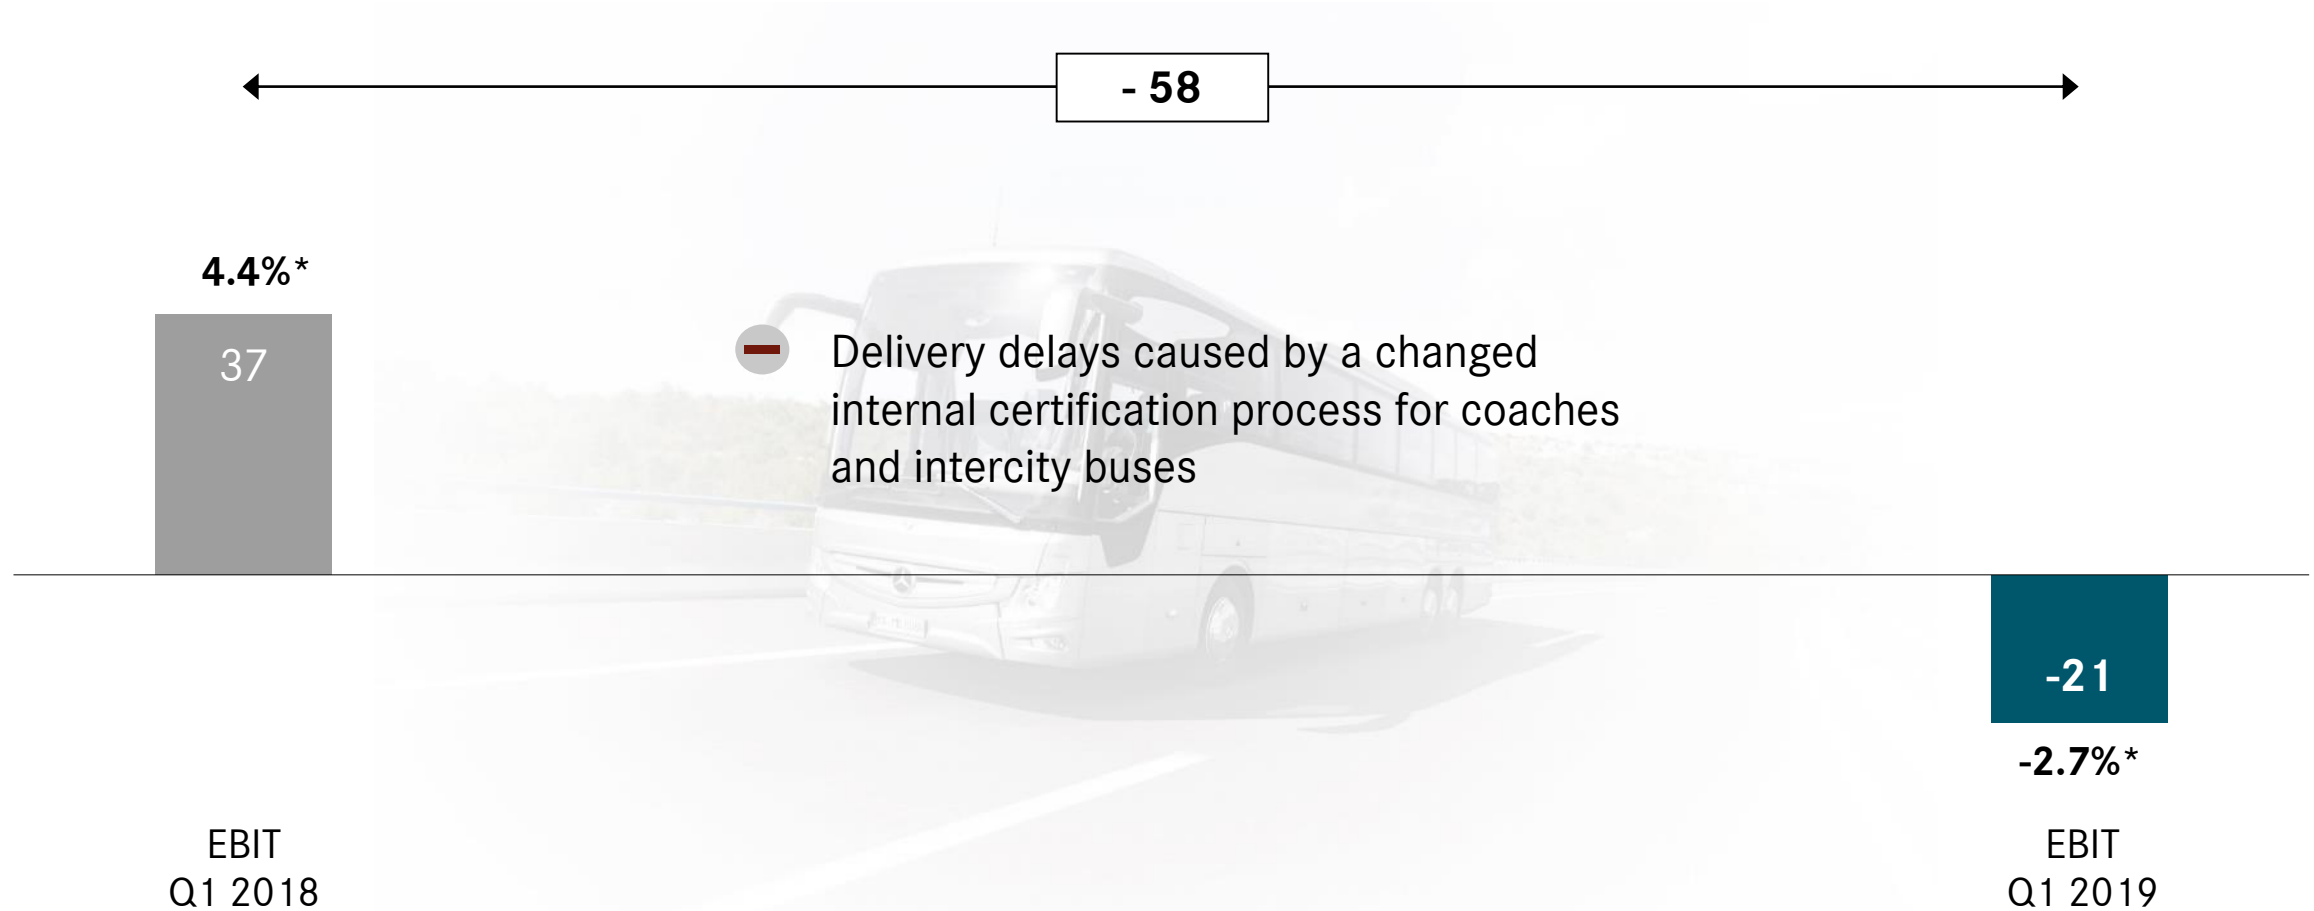 - 58
4.4%*
37
Delivery delays caused by a changed
internal certification process for coaches
and intercity buses
-21
-2.7%*
EBIT
Q1 2018
EBIT
Q1 2019